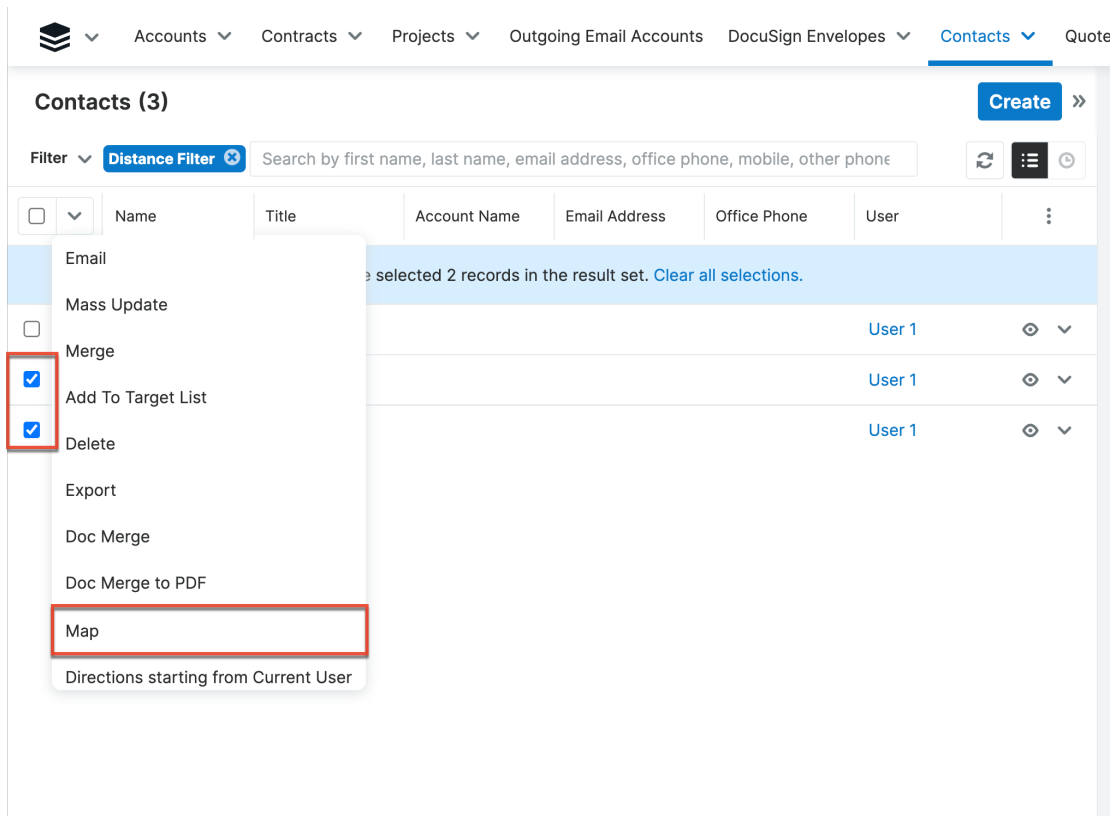 Accounts Contracts Projects Outgoing Email Accounts DocuSign Envelopes Contacts Quote
Contacts (3) Create
Filter Distance Filter Search by first name, last name, email address, office phone, mobile, other phone
Name Title Account Name Email Address Office Phone User
Email
selected 2 records in the result set. Clear all selections.
Mass Update
User 1
Merge
User 1
Add To Target List
User 1
Delete
Export
Doc Merge
Doc Merge to PDF
Map
Directions starting from Current User